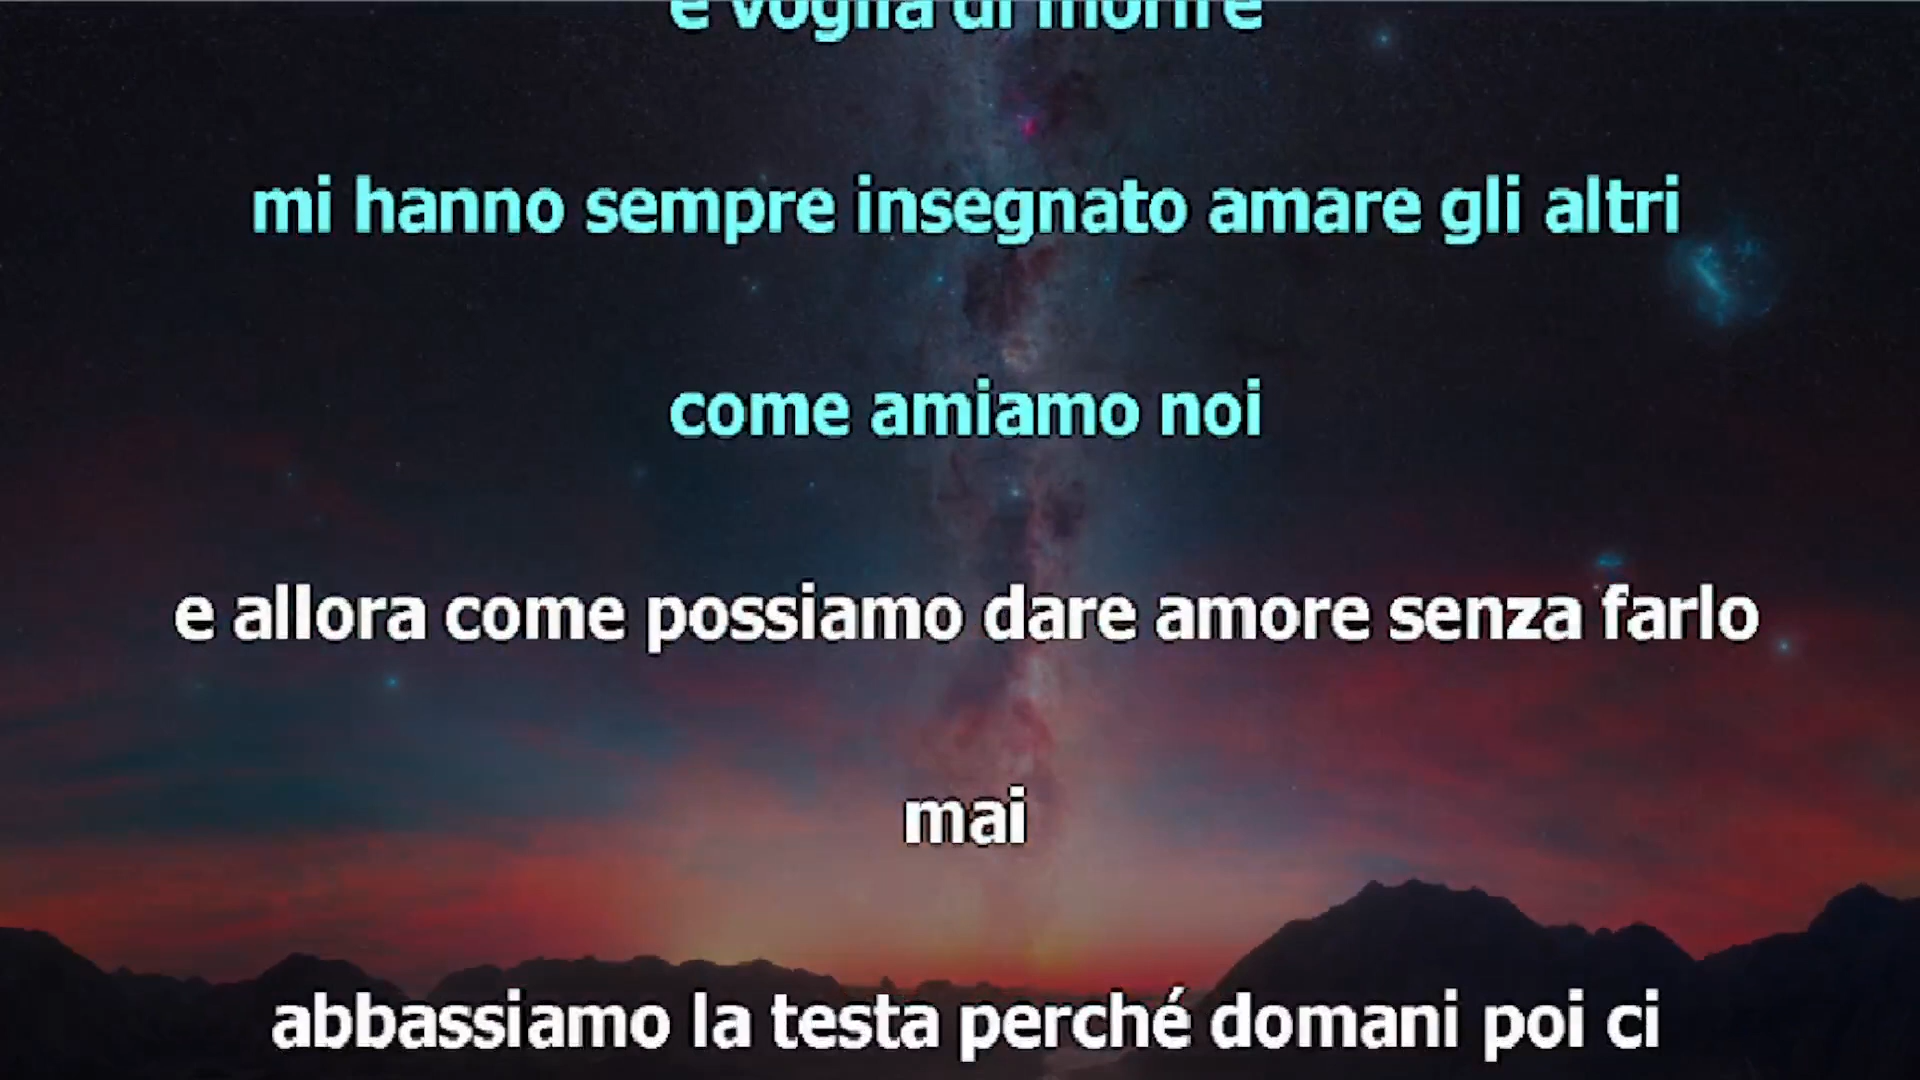 e voglia di morire
mi hanno sempre insegnato amare gli altri
come amiamo noi
e allora come possiamo dare amore senza farlo
mai
abbassiamo la testa perché domani poi ci